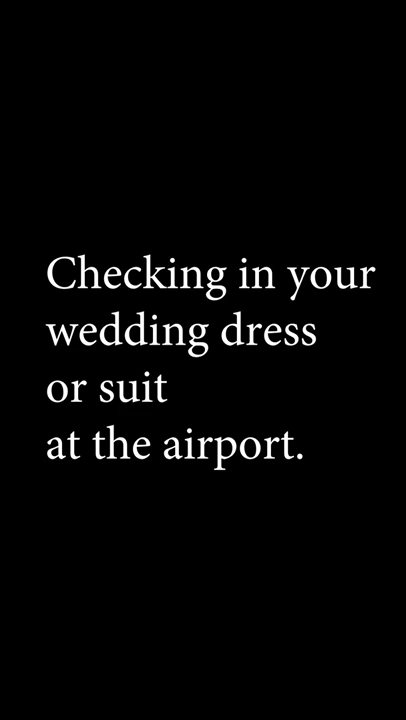 Checking in your
wedding dress
or suit
at the airport.